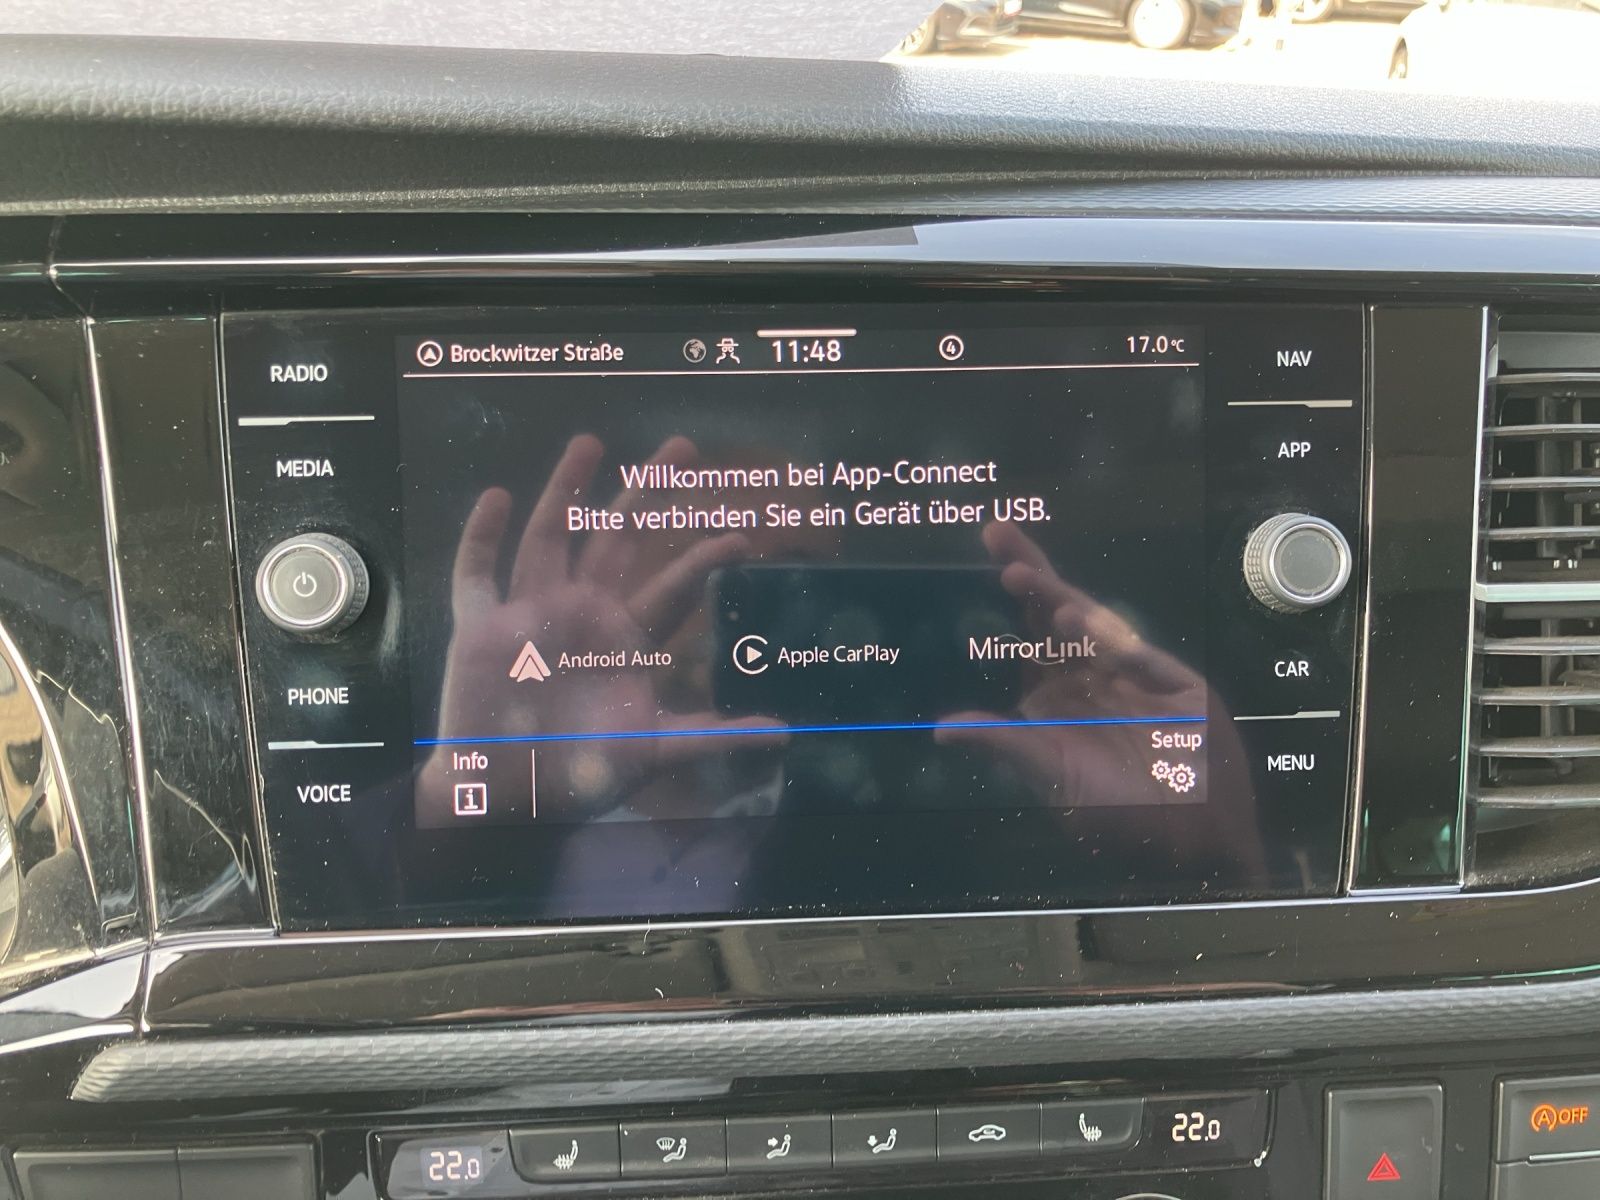 Brockwitzer Straße 11:48 4 17.0°C
RADIO
MEDIA
PHONE
VOICE
Willkommen bei App-Connect
Bitte verbinden Sie ein Gerät über USB.
Android Auto Apple CarPlay MirrorLink
Info
i
Setup
NAV
APP
CAR
MENU
22.0
22.0
A OFF